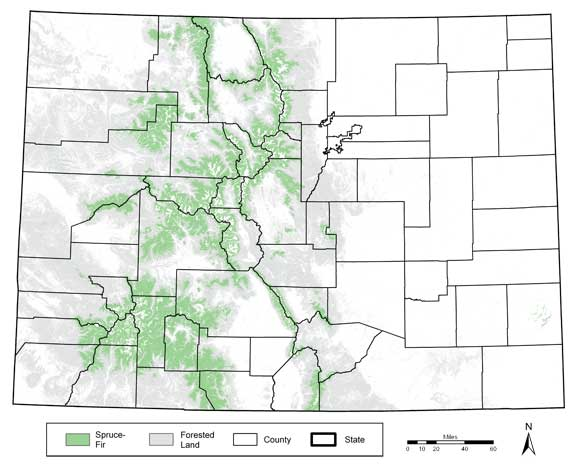 Spruce-
Fir
Forested
Land
County
State
Miles
0 10 20 40 60
N